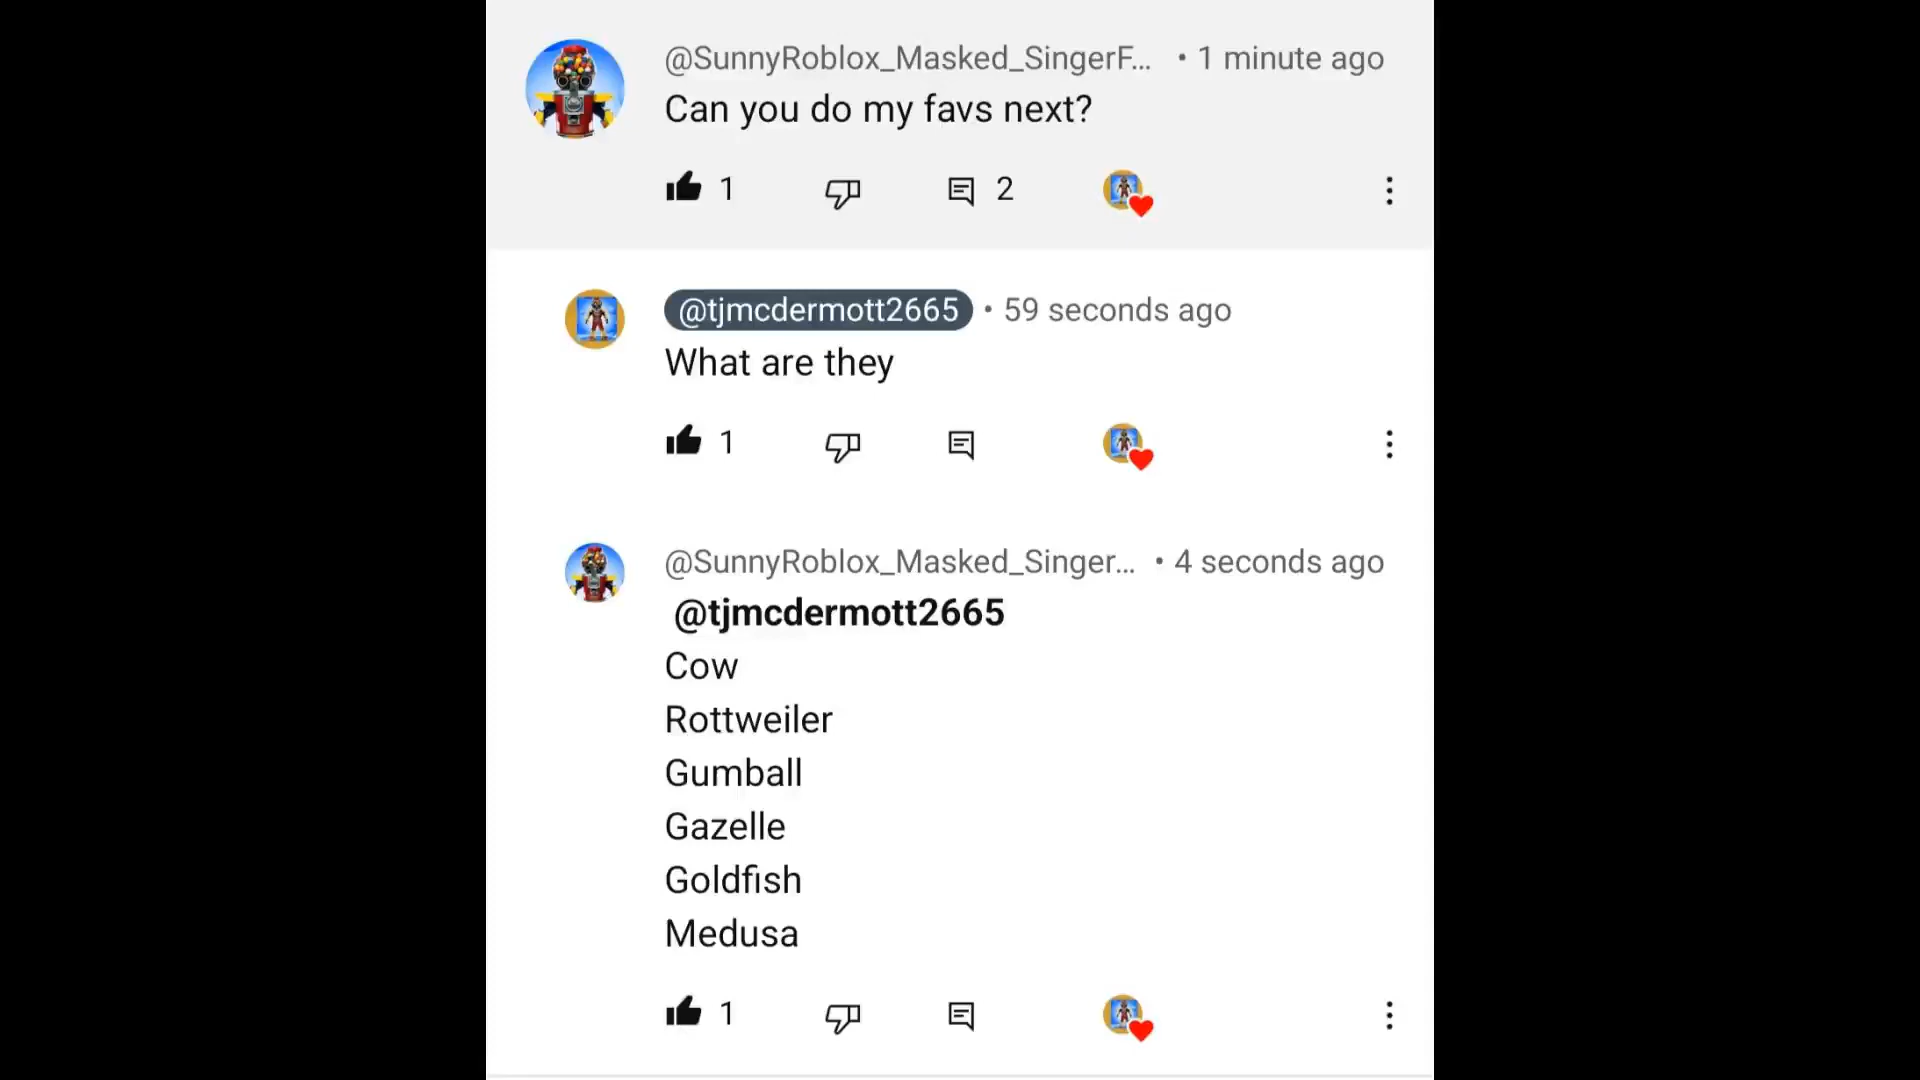 @SunnyRoblox_Masked_SingerF... • 1 minute ago
Can you do my favs next?
1 2
@tjmcdermott2665 • 59 seconds ago
What are they
1
@SunnyRoblox_Masked_Singer... • 4 seconds ago
@tjmcdermott2665
Cow
Rottweiler
Gumball
Gazelle
Goldfish
Medusa
1